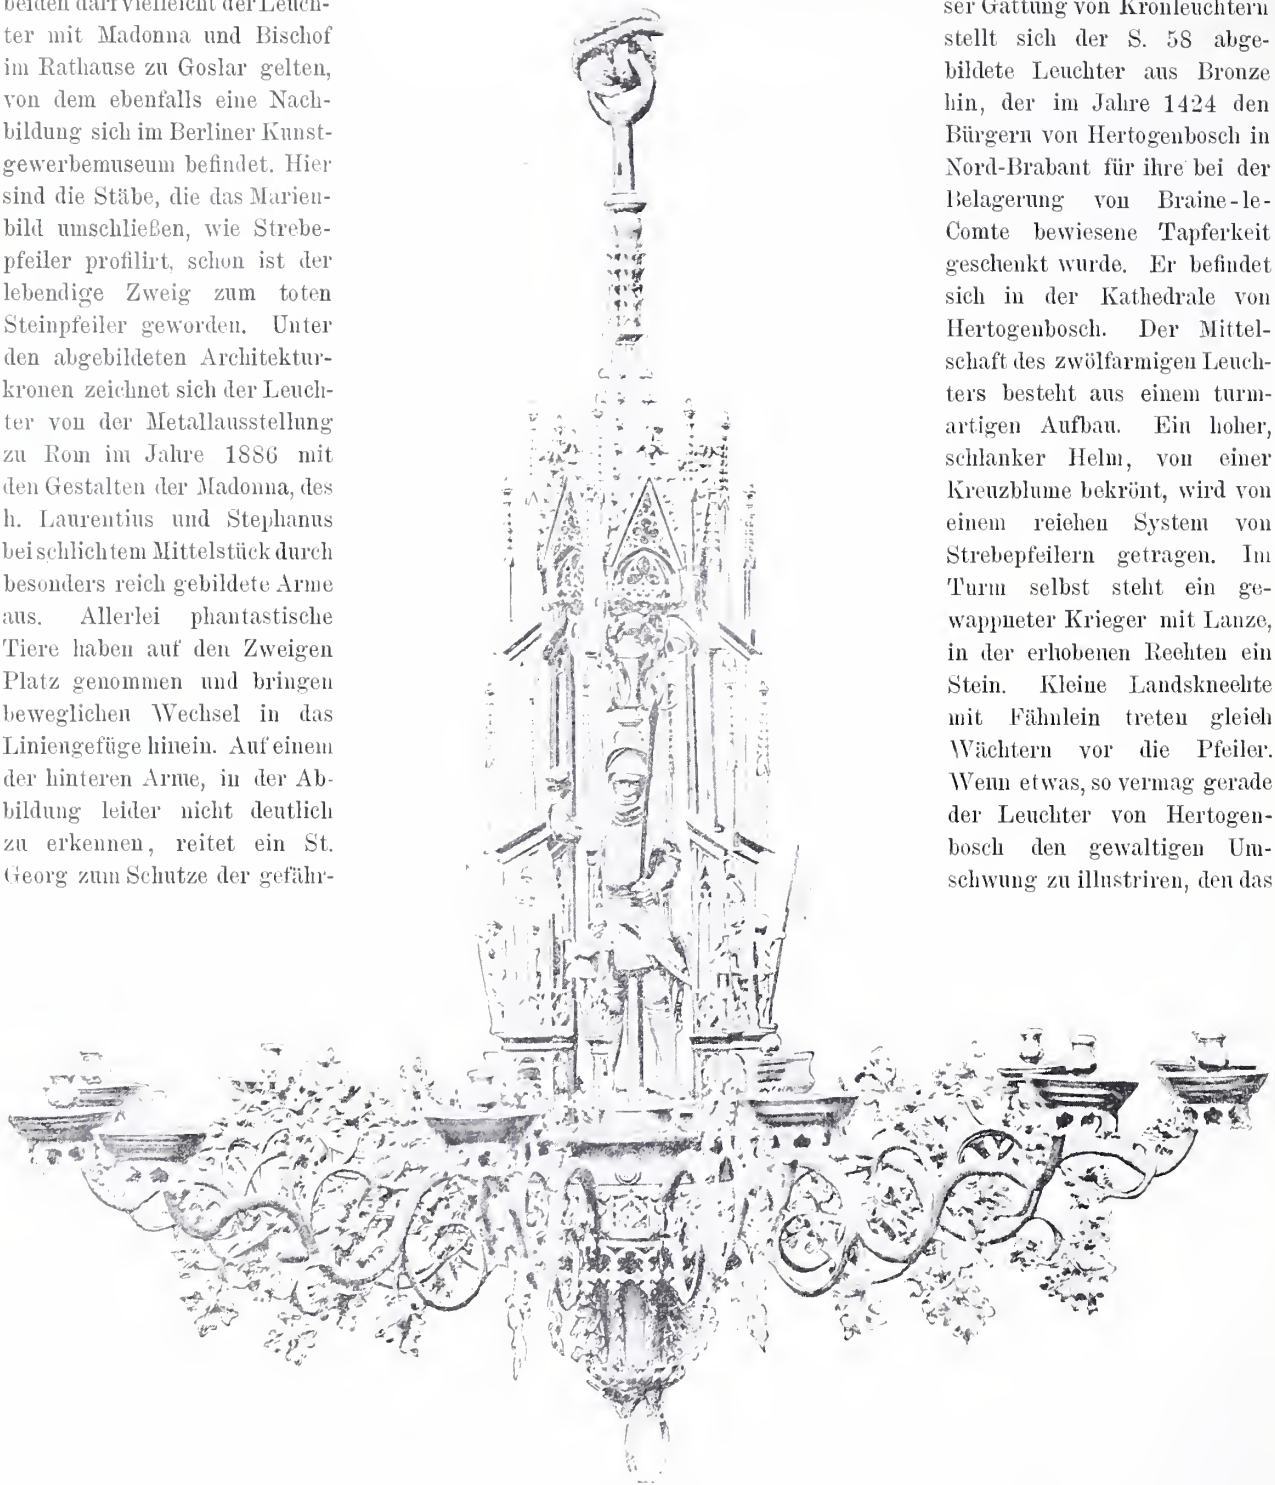 beiden darf vielleicht der Leuch-
ter mit Madonna und Bischof
im Rathause zu Goslar gelten,
von dem ebenfalls eine Nach-
bildung sich im Berliner Kunst-
gewerbemuseum befindet. Hier
sind die Stäbe, die das Marien-
bild umschließen, wie Strebe-
pfeiler profilirt, schon ist der
lebendige Zweig zum toten
Steinpfeiler geworden. Unter
den abgebildeten Architektur-
kronen zeichnet sich der Leuch-
ter von der Metallausstellung
zu Rom im Jahre 1886 mit
den Gestalten der Madonna, des
h. Laurentius und Stephanus
bei schlichtem Mittelstück durch
besonders reich gebildete Arme
aus. Allerlei phantastische
Tiere haben auf den Zweigen
Platz genommen und bringen
beweglichen Wechsel in das
Liniengefüge hinein. Auf einem
der hinteren Arme, in der Ab-
bildung leider nicht deutlich
zu erkennen, reitet ein St.
Georg zum Schutze der gefähr-
ser Gattung von Kronleuchtern
stellt sich der S. 58 abge-
bildete Leuchter aus Bronze
hin, der im Jahre 1424 den
Bürgern von Hertogenbosch in
Nord-Brabant für ihre bei der
Belagerung von Braine-le-
Comte bewiesene Tapferkeit
geschenkt wurde. Er befindet
sich in der Kathedrale von
Hertogenbosch. Der Mittel-
schaft des zwölfarmigen Leuch-
ters besteht aus einem turm-
artigen Aufbau. Ein hoher,
schlanker Helm, von einer
Kreuzblume bekrönt, wird von
einem reichen System von
Strebepfeilern getragen. Im
Turm selbst steht ein ge-
wappneter Krieger mit Lanze,
in der erhobenen Rechten ein
Stein. Kleine Landsknechte
mit Fähnlein treten gleich
Wächtern vor die Pfeiler.
Wenn etwas, so vermag gerade
der Leuchter von Hertogen-
bosch den gewaltigen Um-
schwung zu illustriren, den das